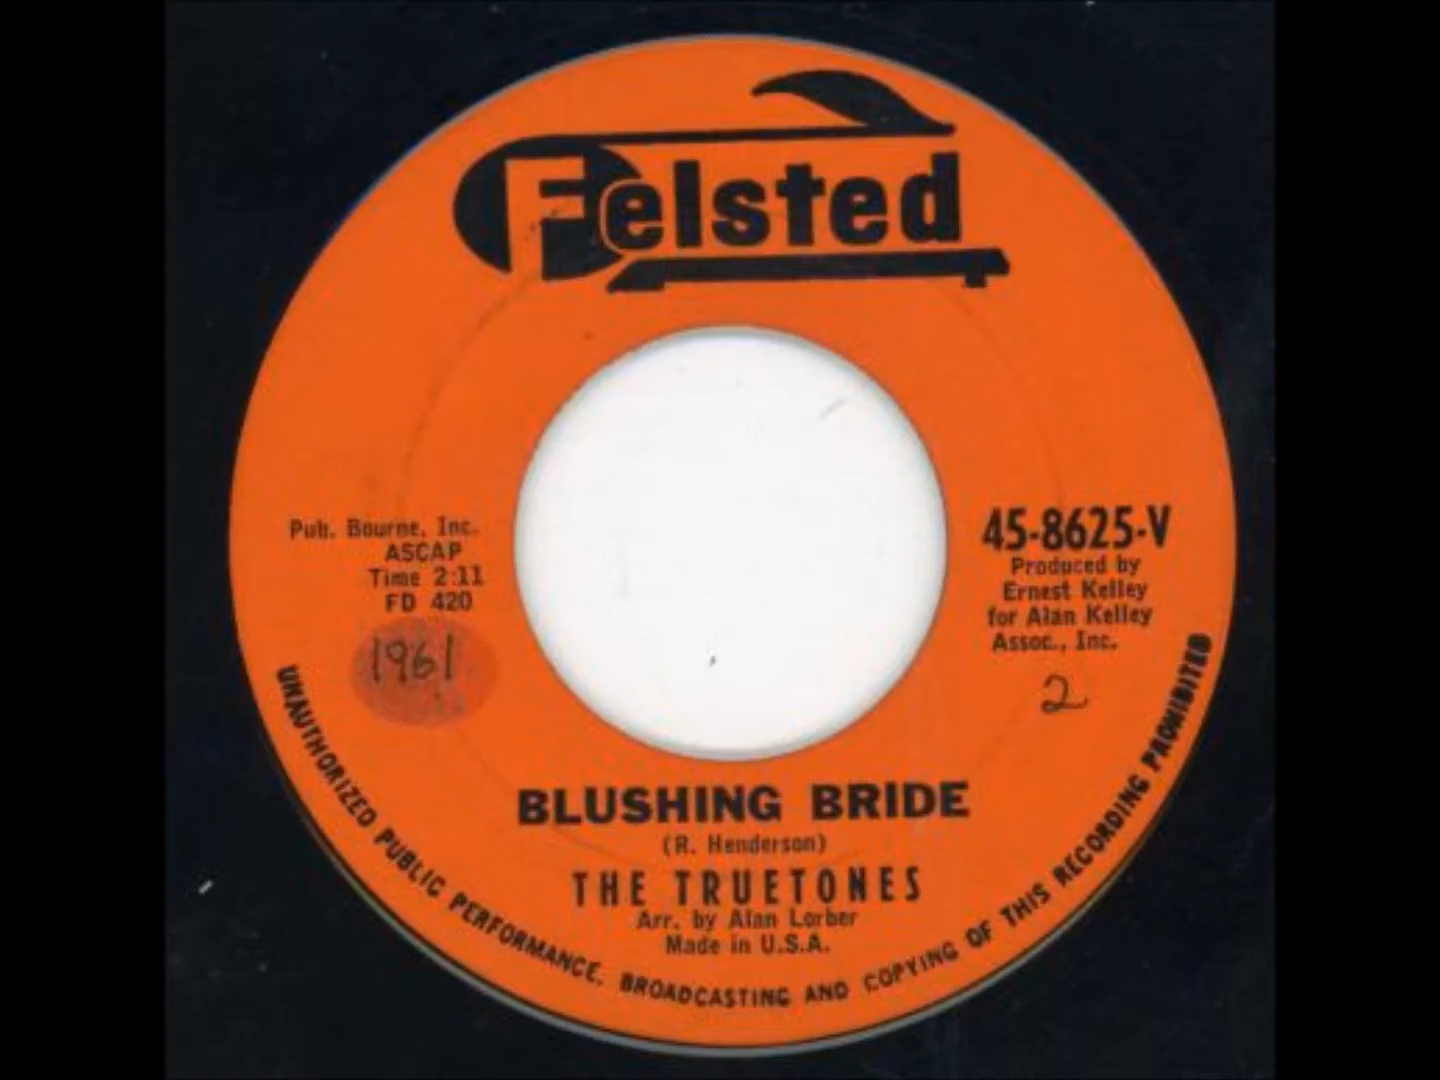 Felsted
Pub. Bourne, Inc.
ASCAP
Time 2:11
FD 420
1961
45-8625-V
Produced by
Ernest Kelley
for Alan Kelley
Assoc., Inc.
2
BLUSHING BRIDE
(R. Henderson)
THE TRUETONES
Arr. by Alan Lorber
Made in U.S.A.
UNAUTHORIZED PUBLIC PERFORMANCE, BROADCASTING AND COPYING OF THIS RECORDING PROHIBITED